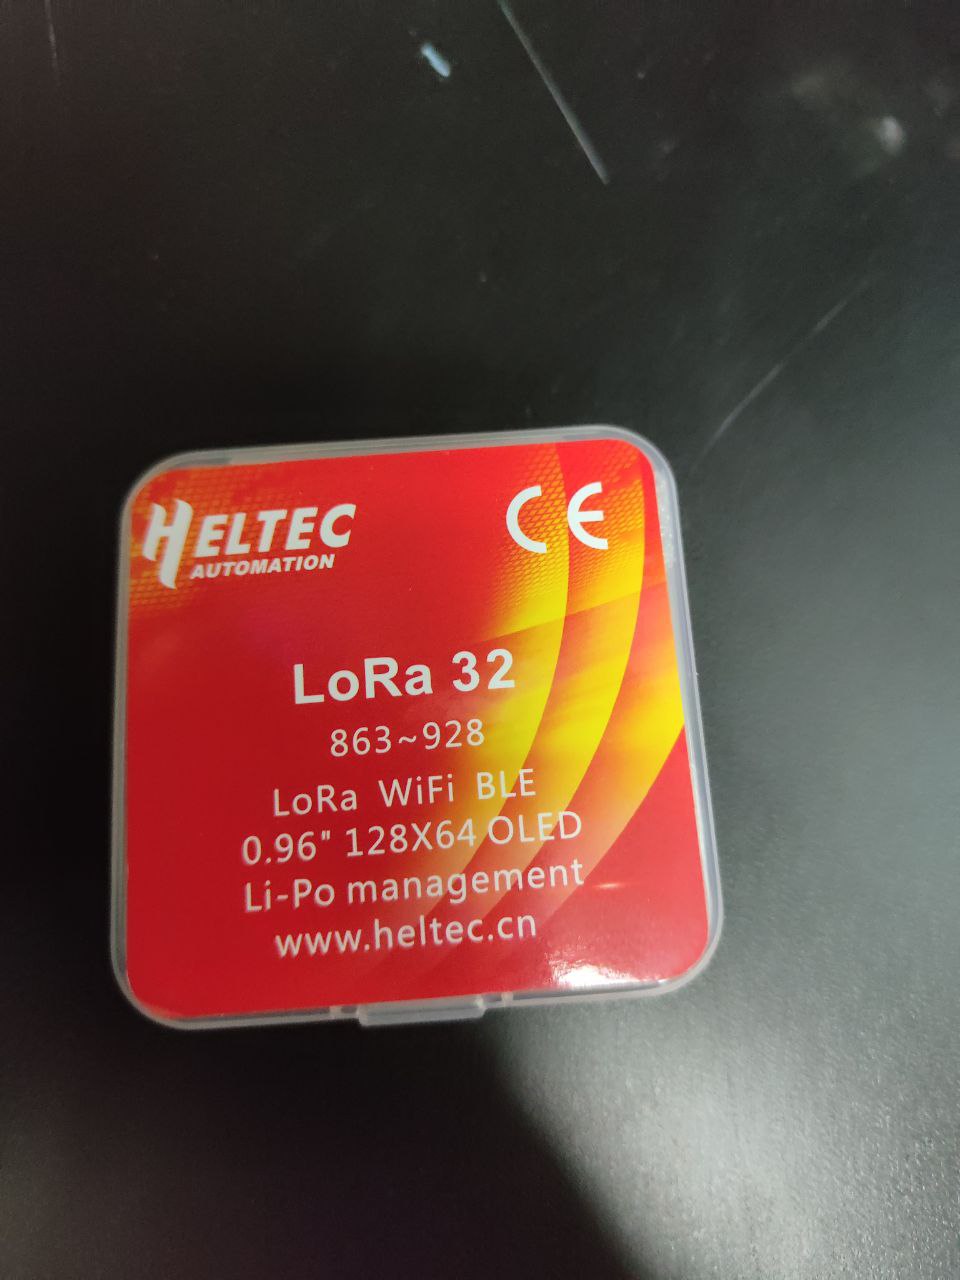 HELTEC
AUTOMATION
CE
LoRa 32
863~928
LoRa WiFi BLE
0.96" 128X64 OLED
Li-Po management
www.heltec.cn